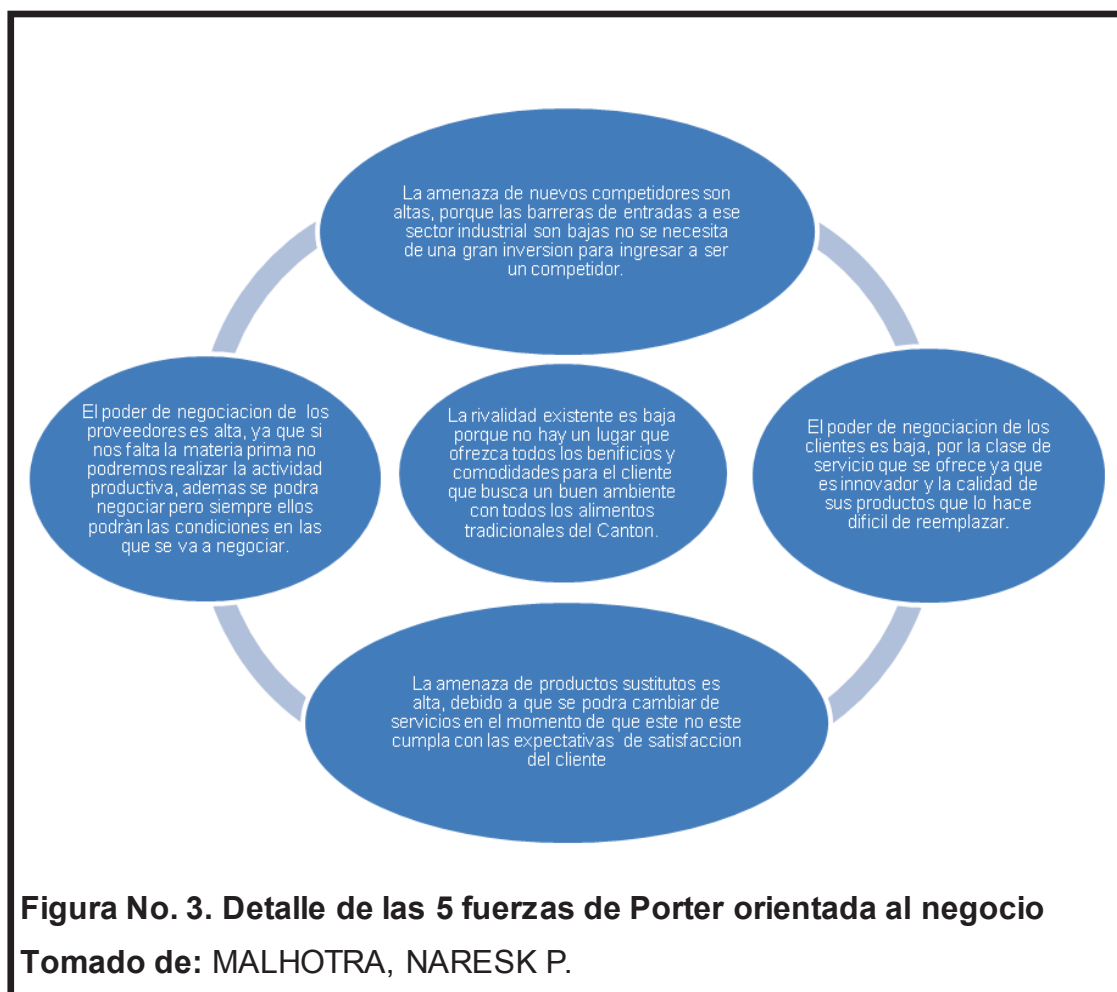 La amenaza de nuevos competidores son
altas, porque las barreras de entradas a ese
sector industrial son bajas no se necesita
de una gran inversion para ingresar a ser
un competidor.
El poder de negociacion de los
proveedores es alta, ya que si
nos falta la materia prima no
podremos realizar la actividad
productiva, ademas se podra
negociar pero siempre ellos
podràn las condiciones en las
que se va a negociar.
La rivalidad existente es baja
porque no hay un lugar que
ofrezca todos los benificios y
comodidades para el cliente
que busca un buen ambiente
con todos los alimentos
tradicionales del Canton.
El poder de negociacion de los
clientes es baja, por la clase de
servicio que se ofrece ya que
es innovador y la calidad de
sus productos que lo hace
dificil de reemplazar.
La amenaza de productos sustitutos es
alta, debido a que se podra cambiar de
servicios en el momento de que este no este
cumpla con las expectativas de satisfaccion
del cliente
Figura No. 3. Detalle de las 5 fuerzas de Porter orientada al negocio
Tomado de: MALHOTRA, NARESK P.